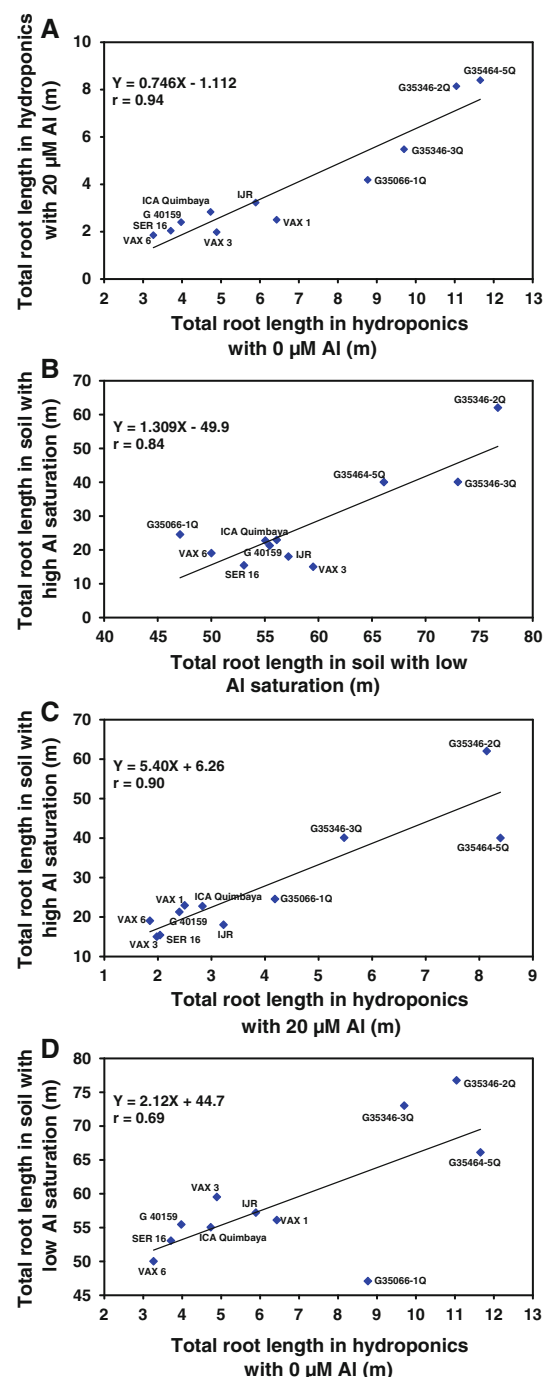 A
Total root length in hydroponics
with 20 µM Al (m)
10
8
6
4
2
0
Y = 0.746X - 1.112
r = 0.94
G35464-5Q
G35346-2Q
G35346-3Q
G35066-1Q
IJR
ICA Quimbaya
G 40159
SER 16
VAX 6
VAX 3
VAX 1
2 3 4 5 6 7 8 9 10 11 12 13
Total root length in hydroponics
with 0 µM Al (m)
B
Total root length in soil with
high Al saturation (m)
70
60
50
40
30
20
10
0
Y = 1.309X - 49.9
r = 0.84
G35346-2Q
G35464-5Q
G35346-3Q
G35066-1Q
ICA Quimbaya
VAX 6
G 40159
IJR
SER 16
VAX 3
40 45 50 55 60 65 70 75 80
Total root length in soil with low
Al saturation (m)
C
Total root length in soil with
high Al saturation (m)
70
60
50
40
30
20
10
Y = 5.40X + 6.26
r = 0.90
G35346-2Q
G35346-3Q
G35464-5Q
VAX 1
ICA Quimbaya
G35066-1Q
VAX 6
G 40159
IJR
VAX 3
SER 16
1 2 3 4 5 6 7 8 9
Total root length in hydroponics
with 20 µM Al (m)
D
Total root length in soil with
low Al saturation (m)
80
75
70
65
60
55
50
45
Y = 2.12X + 44.7
r = 0.69
G35346-2Q
G35346-3Q
G35464-5Q
VAX 3
IJR
G 40159
VAX 1
SER 16
ICA Quimbaya
VAX 6
G35066-1Q
2 3 4 5 6 7 8 9 10 11 12 13
Total root length in hydroponics
with 0 µM Al (m)